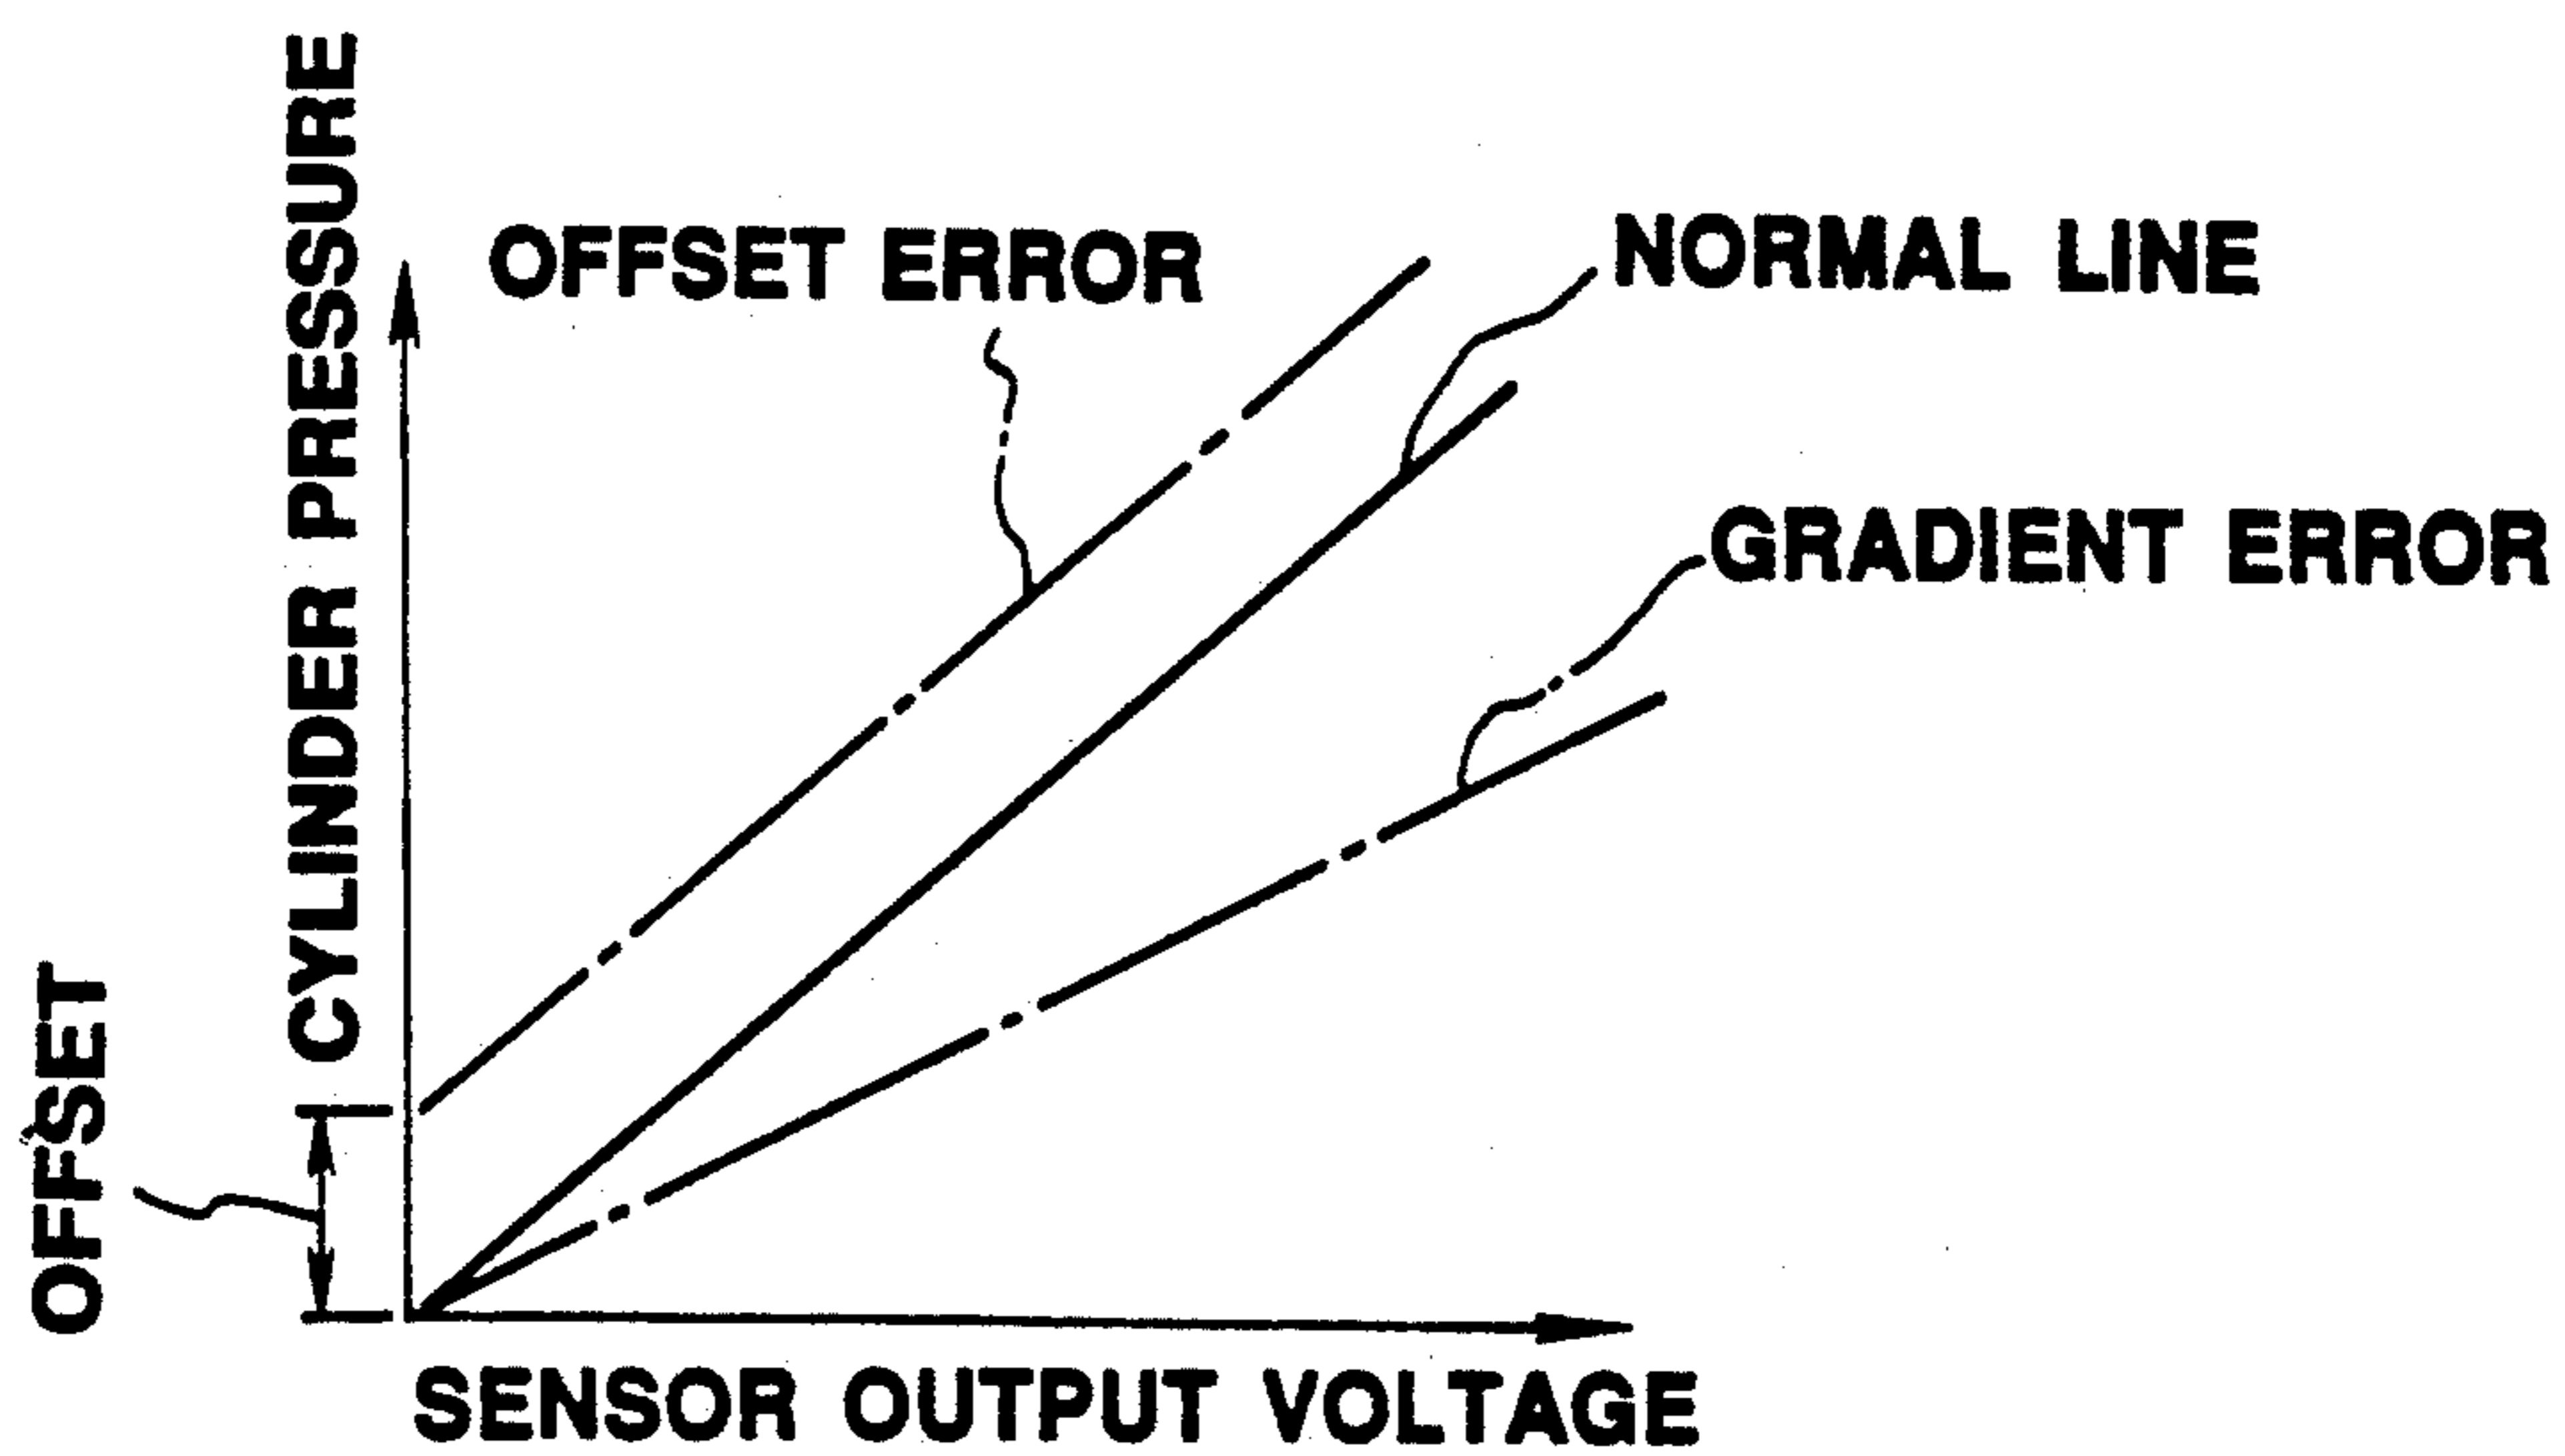 CYLINDER PRESSURE
OFFSET ERROR
NORMAL LINE
GRADIENT ERROR
OFFSET
SENSOR OUTPUT VOLTAGE